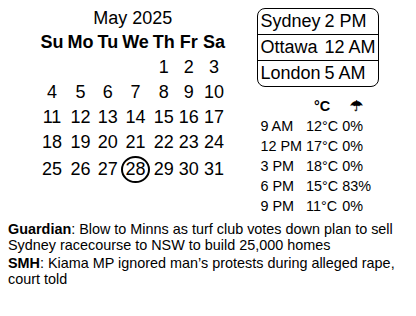 May 2025
Su Mo Tu We Th Fr Sa
1 2 3
4 5 6 7 8 9 10
11 12 13 14 15 16 17
18 19 20 21 22 23 24
25 26 27 28 29 30 31
Sydney 2 PM
Ottawa 12 AM
London 5 AM
°C ☂
9 AM 12°C 0%
12 PM 17°C 0%
3 PM 18°C 0%
6 PM 15°C 83%
9 PM 11°C 0%
Guardian: Blow to Minns as turf club votes down plan to sell
Sydney racecourse to NSW to build 25,000 homes
SMH: Kiama MP ignored man’s protests during alleged rape,
court told